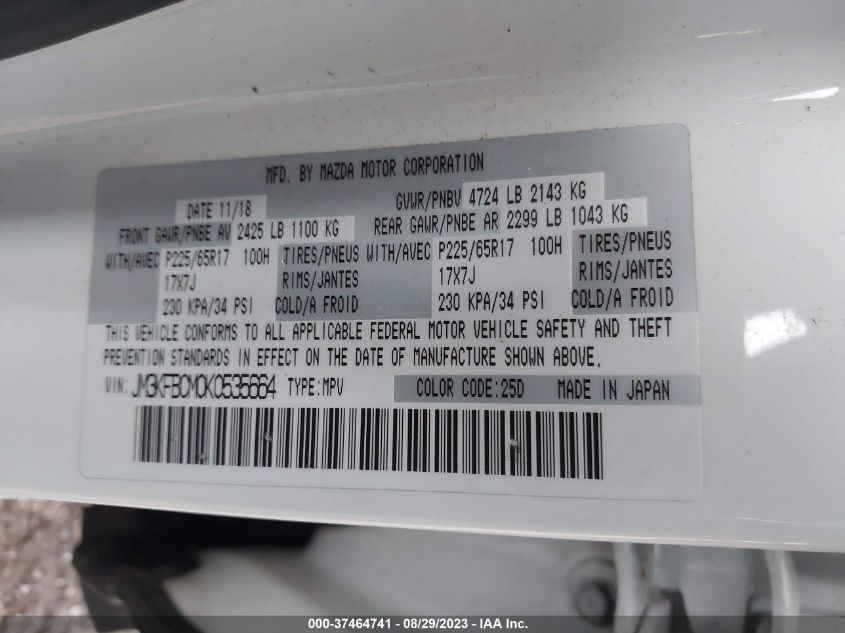 MFD. BY MAZDA MOTOR CORPORATION
DATE 11/18 GVWR/PNBV 4724 LB 2143 KG
FRONT GAWR/PNBE AV 2425 LB 1100 KG REAR GAWR/PNBE AR 2299 LB 1043 KG
WITH/AVEC P225/65R17 100H TIRES/PNEUS WITH/AVEC P225/65R17 100H TIRES/PNEUS
17X7J RIMS/JANTES 17X7J RIMS/JANTES
230 KPA/34 PSI COLD/A FROID 230 KPA/34 PSI COLD/A FROID
THIS VEHICLE CONFORMS TO ALL APPLICABLE FEDERAL MOTOR VEHICLE SAFETY AND THEFT
PREVENTION STANDARDS IN EFFECT ON THE DATE OF MANUFACTURE SHOWN ABOVE.
VIN: JM3KFBCM0K0535664 TYPE:MPV COLOR CODE:25D MADE IN JAPAN
000-37464741 - 08/29/2023 - IAA Inc.